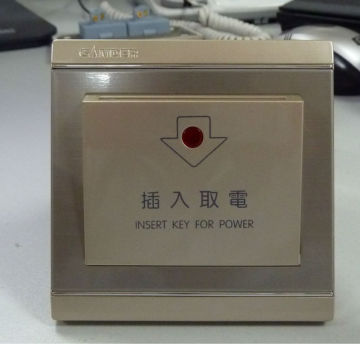 插入取電
INSERT KEY FOR POWER